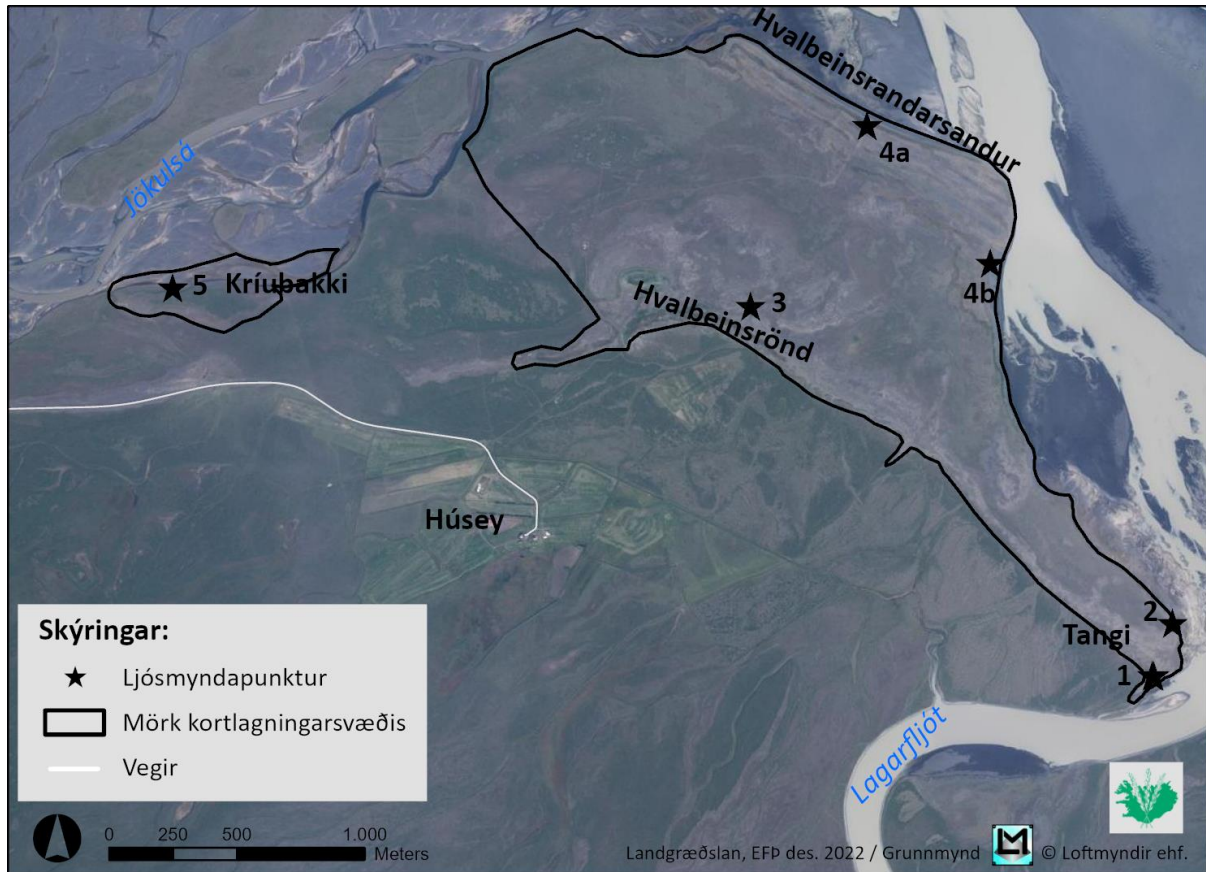 Hvalbeinsrandarsandur
4a
Jökulsá
5
Kríubakki
4b
3
Hvalbeinsrönd
Húsey
2
Tangi
1
Lagarfljót
Skýringar:
Ljósmyndapunktur
Mörk kortlagningarsvæðis
Vegir
0 250 500 1.000
Meters
Landgræðslan, EFÞ des. 2022 / Grunnmynd LM © Loftmyndir ehf.